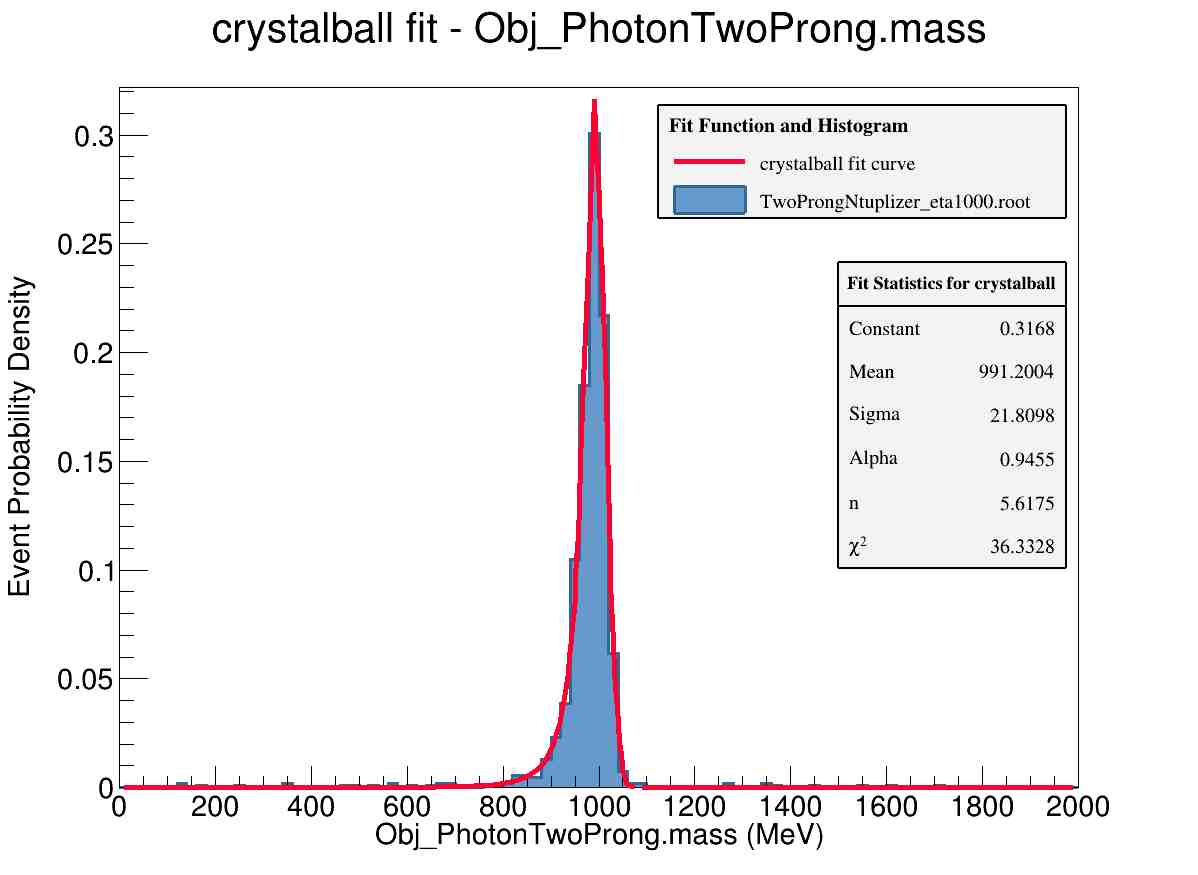 crystalball fit - Obj_PhotonTwoProng.mass
Fit Function and Histogram
crystalball fit curve
TwoProngNtuplizer_eta1000.root
Fit Statistics for crystalball
Constant 0.3168
Mean 991.2004
Sigma 21.8098
Alpha 0.9455
n 5.6175
χ² 36.3328
Event Probability Density
0.3
0.25
0.2
0.15
0.1
0.05
0
0 200 400 600 800 1000 1200 1400 1600 1800 2000
Obj_PhotonTwoProng.mass (MeV)